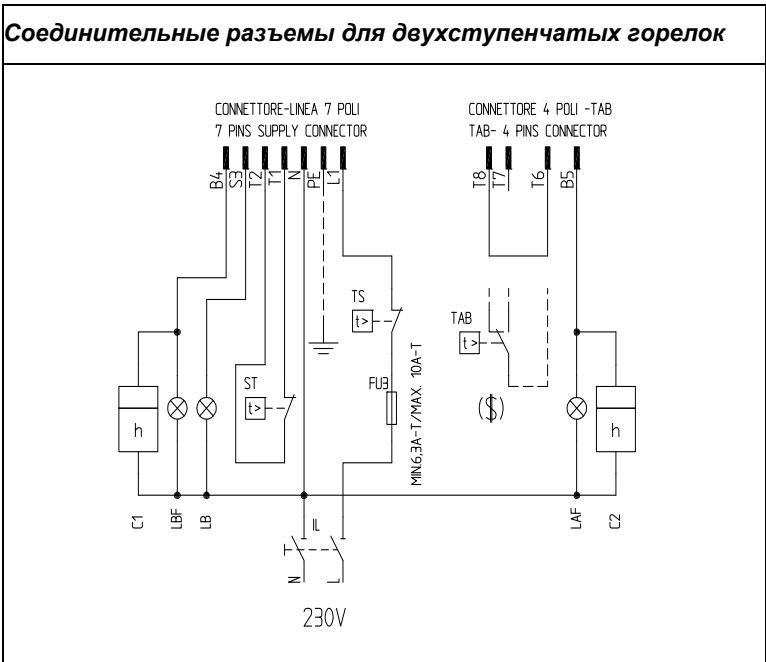 Соединительные разъемы для двухступенчатых горелок
CONNETTORE-LINEA 7 POLI
7 PINS SUPPLY CONNECTOR
CONNETTORE 4 POLI -TAB
TAB- 4 PINS CONNECTOR
B4
S3
T2
T1
N
PE
L1
T8
T7
T6
B5
TS
t>
TAB
t>
ST
t>
FU3
MIN.6,3A-T/MAX. 10A-T
($)
h
h
C1
LBF
LB
IL
LAF
C2
N
L
230V